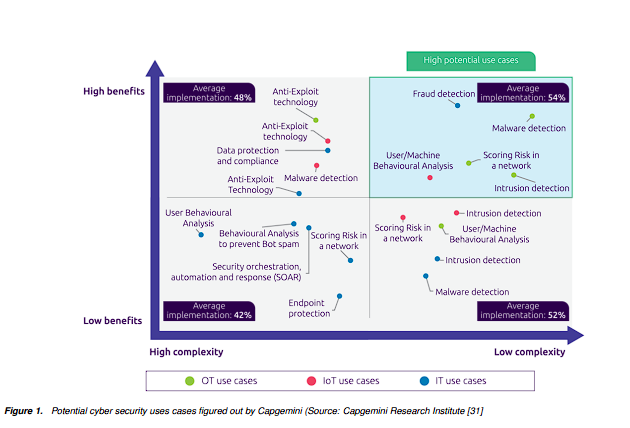 High potential use cases
High benefits
Average
implementation: 48%
Anti-Exploit
technology
Fraud detection
Average
implementation: 54%
Anti-Exploit
technology
Malware detection
Data protection
and compliance
User/Machine
Behavioural Analysis
Scoring Risk in
a network
Malware detection
Anti-Exploit
Technology
Intrusion detection
User Behavioural
Analysis
Behavioural Analysis
to prevent Bot spam
Scoring Risk in
a network
Scoring Risk in
a network
Intrusion detection
User/Machine
Behavioural Analysis
Security orchestration,
automation and response (SOAR)
Intrusion detection
Malware detection
Endpoint
protection
Average
implementation: 42%
Average
implementation: 52%
Low benefits
High complexity
Low complexity
OT use cases
IoT use cases
IT use cases
Figure 1. Potential cyber security uses cases figured out by Capgemini (Source: Capgemini Research Institute [31]